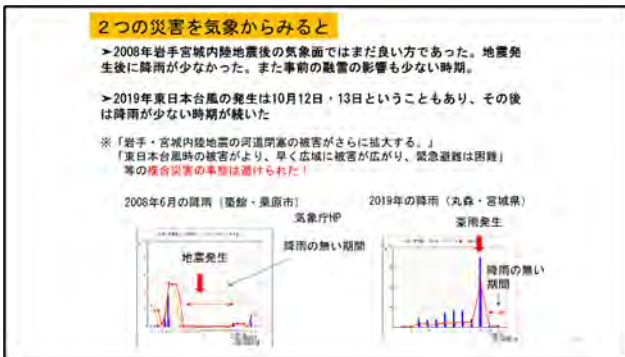 ２つの災害を気象からみると
➢2008年岩手宮城内陸地震後の気象面ではまだ良い方であった。地震発
生後に降雨が少なかった。また事前の融雪の影響も少ない時期。
➢2019年東日本台風の発生は10月12日・13日ということもあり、その後
は降雨が少ない時期が続いた
※「岩手・宮城内陸地震の河道閉塞の被害がさらに拡大する。」
「東日本台風時の被害がより、早く広域に被害が広がり、緊急避難は困難」
等の複合災害の事態は避けられた！
2008年6月の降雨（栗原市）
2019年の降雨（丸森・宮城県）
気象庁HP
豪雨発生
地震発生
降雨の無い期間
降雨の無い
期間